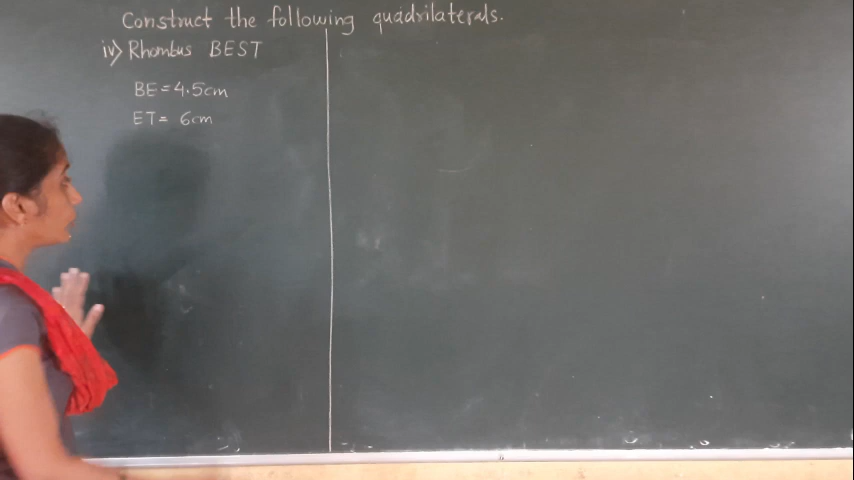 Construct the following quadrilaterals.
iv) Rhombus BEST
BE = 4.5cm
ET = 6cm